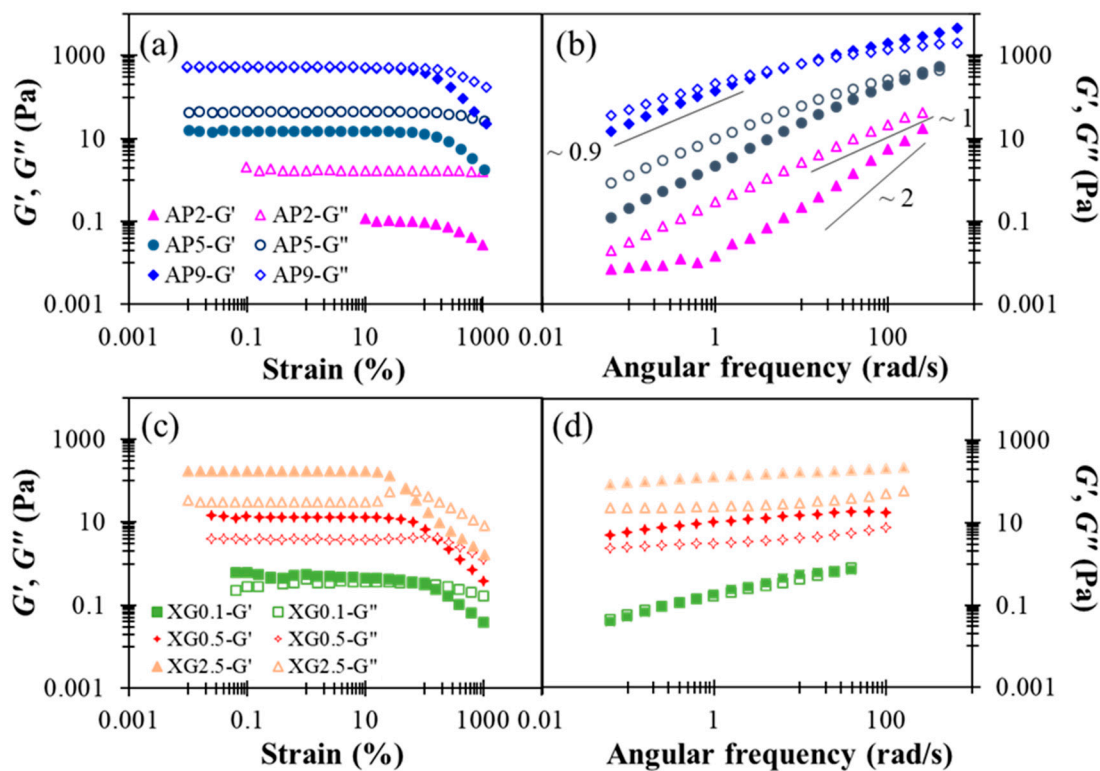 (a)
(b)
1000
10
0.1
0.001
G', G" (Pa)
AP2-G' AP2-G"
AP5-G' AP5-G"
AP9-G' AP9-G"
0.001 0.1 10 1000
Strain (%)
~ 0.9
~ 1
~ 2
1000
10
0.1
0.001
G', G" (Pa)
0.01 1 100
Angular frequency (rad/s)
(c)
(d)
1000
10
0.1
0.001
G', G" (Pa)
XG0.1-G' XG0.1-G"
XG0.5-G' XG0.5-G"
XG2.5-G' XG2.5-G"
0.001 0.1 10 1000
Strain (%)
1000
10
0.1
0.001
G', G" (Pa)
0.01 1 100
Angular frequency (rad/s)